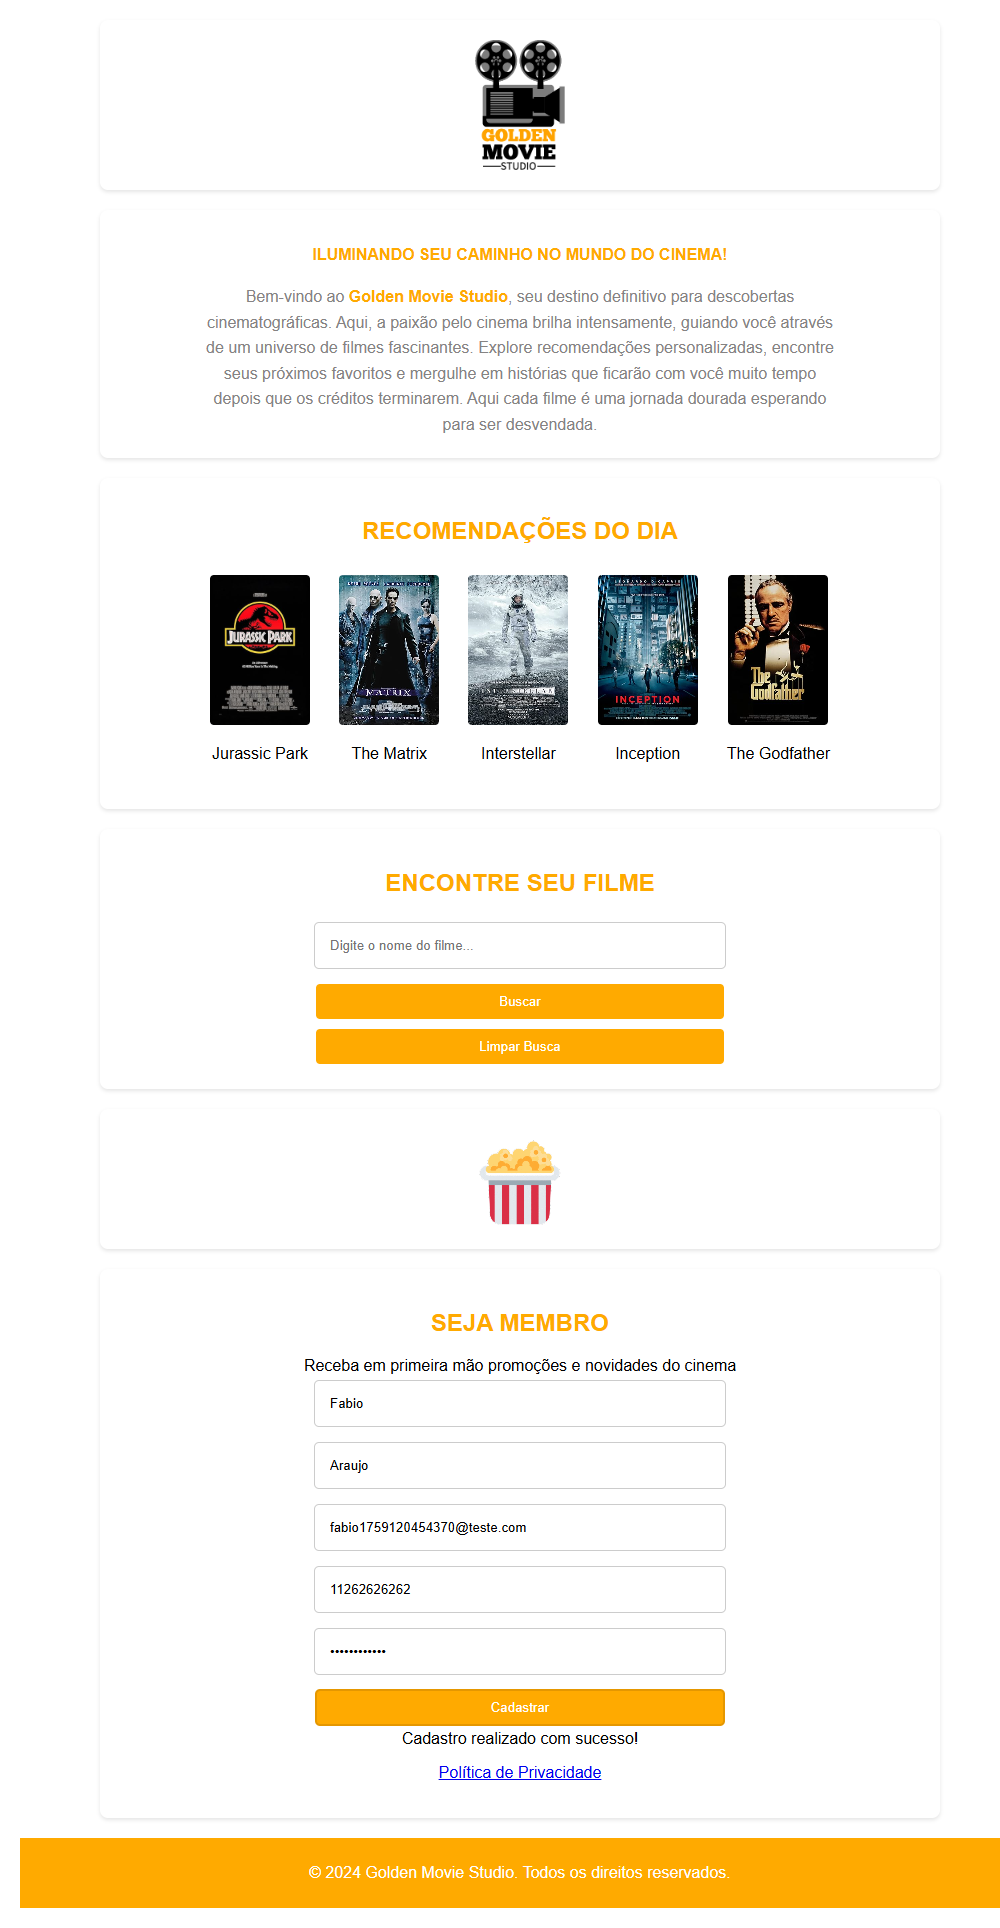 GOLDEN
MOVIE
STUDIO
ILUMINANDO SEU CAMINHO NO MUNDO DO CINEMA!
Bem-vindo ao Golden Movie Studio, seu destino definitivo para descobertas
cinematográficas. Aqui, a paixão pelo cinema brilha intensamente, guiando você através
de um universo de filmes fascinantes. Explore recomendações personalizadas, encontre
seus próximos favoritos e mergulhe em histórias que ficarão com você muito tempo
depois que os créditos terminarem. Aqui cada filme é uma jornada dourada esperando
para ser desvendada.
RECOMENDAÇÕES DO DIA
JURASSIC PARK
MATRIX
INTERSTELLAR
INCEPTION
The
Godfather
Jurassic Park
The Matrix
Interstellar
Inception
The Godfather
ENCONTRE SEU FILME
Digite o nome do filme...
Buscar
Limpar Busca
SEJA MEMBRO
Receba em primeira mão promoções e novidades do cinema
Fabio
Araujo
fabio1759120454370@teste.com
11262626262
••••••••••••
Cadastrar
Cadastro realizado com sucesso!
Política de Privacidade
© 2024 Golden Movie Studio. Todos os direitos reservados.